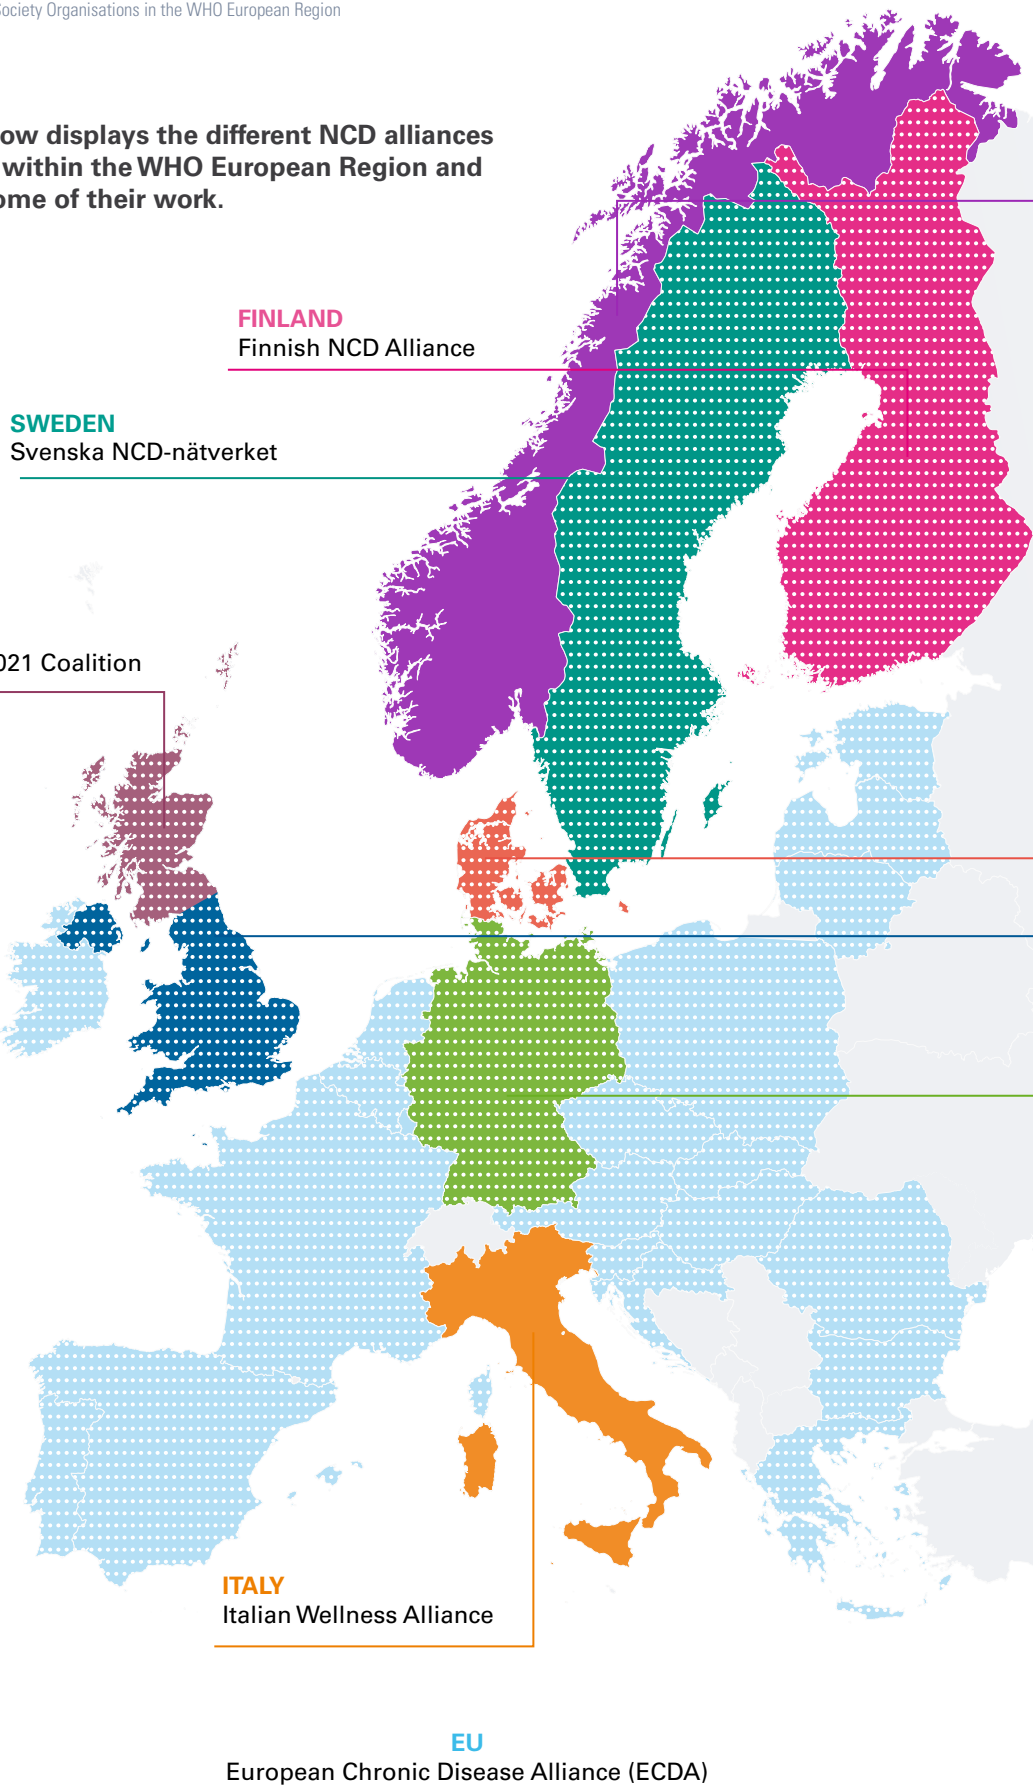 Society Organisations in the WHO European Region
ow displays the different NCD alliances
within the WHO European Region and
ome of their work.
FINLAND
Finnish NCD Alliance
SWEDEN
Svenska NCD-nätverket
021 Coalition
ITALY
Italian Wellness Alliance
EU
European Chronic Disease Alliance (ECDA)